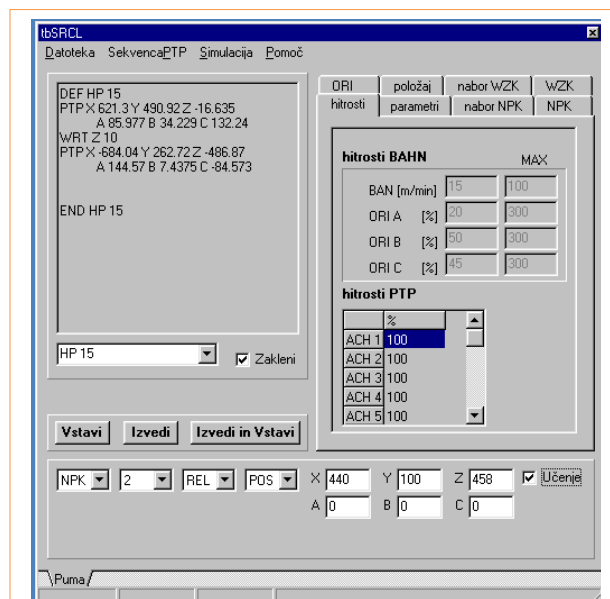 tbSRCL
Datoteka SekvencaPTP Simulacija Pomoč
DEF HP 15
PTP X 621.3 Y 490.92 Z -16.635
A 85.977 B 34.229 C 132.24
WRT Z 10
PTP X -684.04 Y 262.72 Z -486.87
A 144.57 B 7.4375 C -84.573
END HP 15
HP 15 Zakleni
Vstavi Izvedi Izvedi in Vstavi
ORI položaj nabor WZK WZK
hitrosti parametri nabor NPK NPK
hitrosti BAHN MAX
BAN [m/min] 15 100
ORI A [%] 20 300
ORI B [%] 50 300
ORI C [%] 45 300
hitrosti PTP
%
ACH 1 100
ACH 2 100
ACH 3 100
ACH 4 100
ACH 5 100
NPK 2 REL POS X 440 Y 100 Z 458 Učenje
A 0 B 0 C 0
Puma